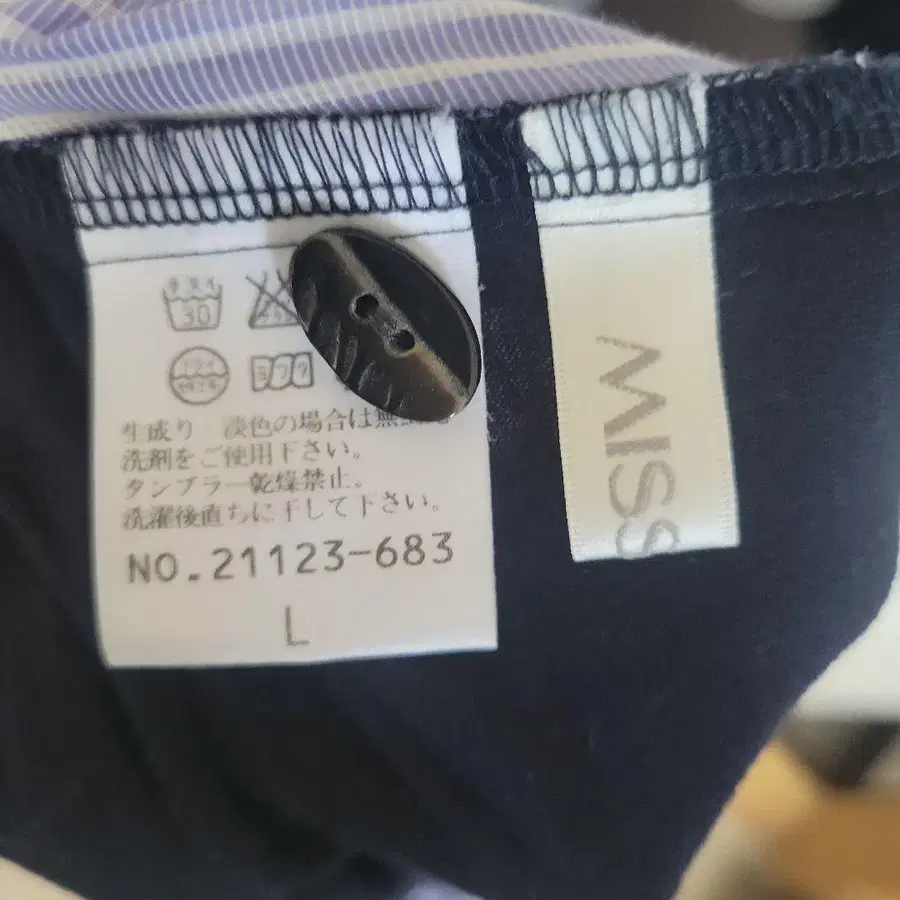 30
生成り 淡色の場合は無
洗剤をご使用下さい。
タンブラー乾燥禁止。
洗濯後直ちに干して下さい。
NO.21123-683
L
MISS